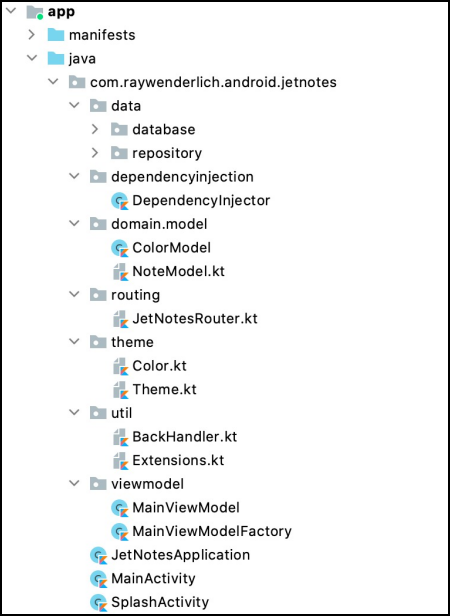 app
manifests
java
com.raywenderlich.android.jetnotes
data
database
repository
dependencyinjection
DependencyInjector
domain.model
ColorModel
NoteModel.kt
routing
JetNotesRouter.kt
theme
Color.kt
Theme.kt
util
BackHandler.kt
Extensions.kt
viewmodel
MainViewModel
MainViewModelFactory
JetNotesApplication
MainActivity
SplashActivity